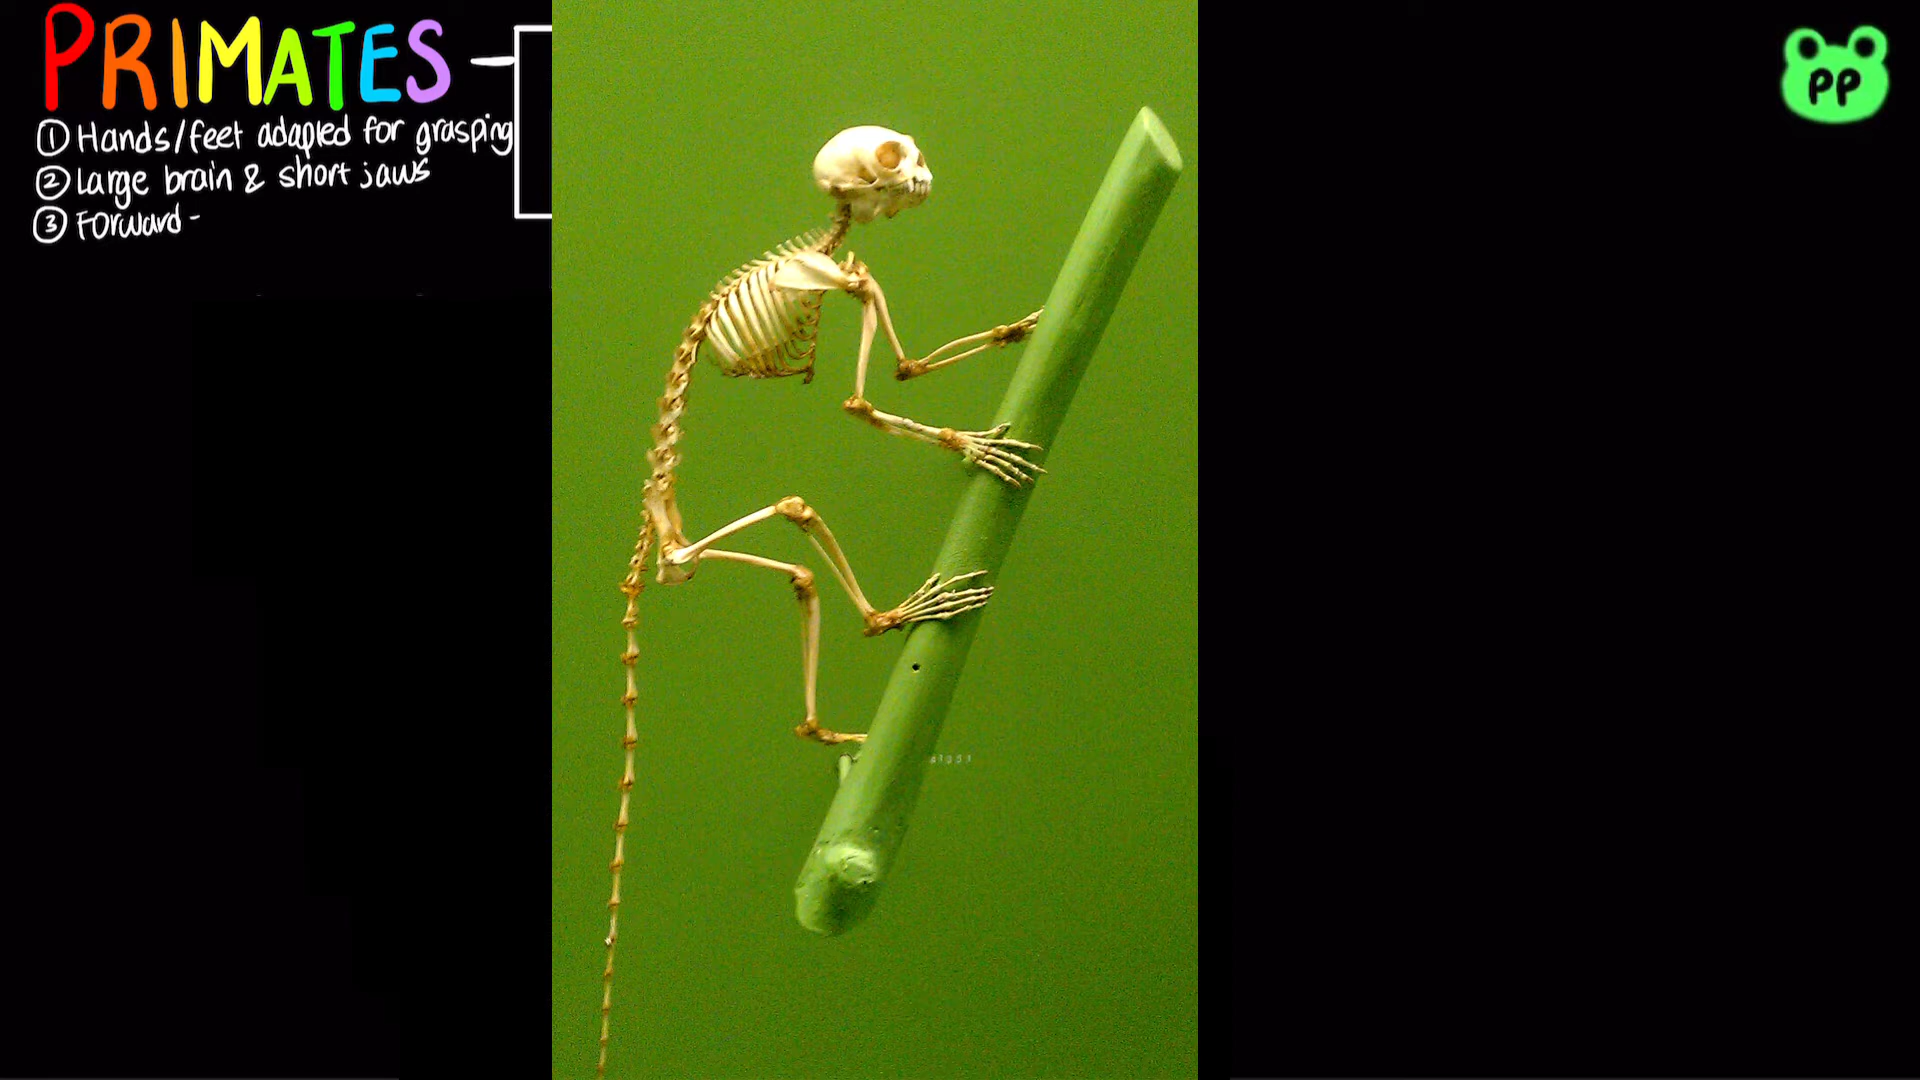 PRIMATES -
① Hands/feet adapted for grasping
② Large brain & short jaws
③ Forward-
PP